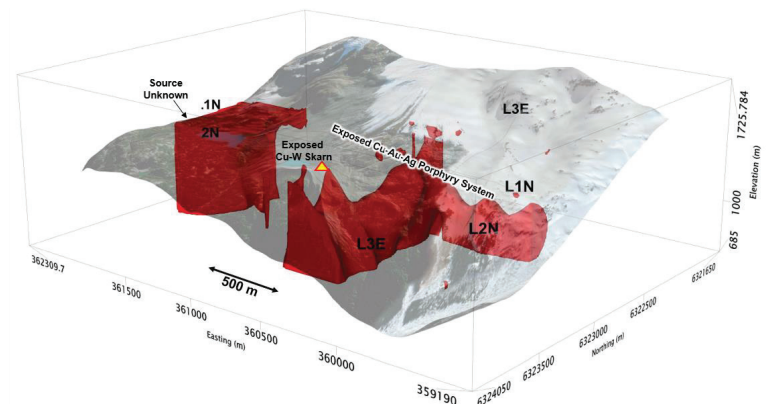 Source
Unknown
.1N
2N
Exposed
Cu-W Skarn
Exposed Cu-Au-Ag Porphyry System
L3E
L1N
L2N
L3E
500 m
1725.784
1000
685
Elevation (m)
362309.7
361500
361000
360500
360000
359190
Easting (m)
6321650
6322500
6323000
6323500
6324050
Northing (m)